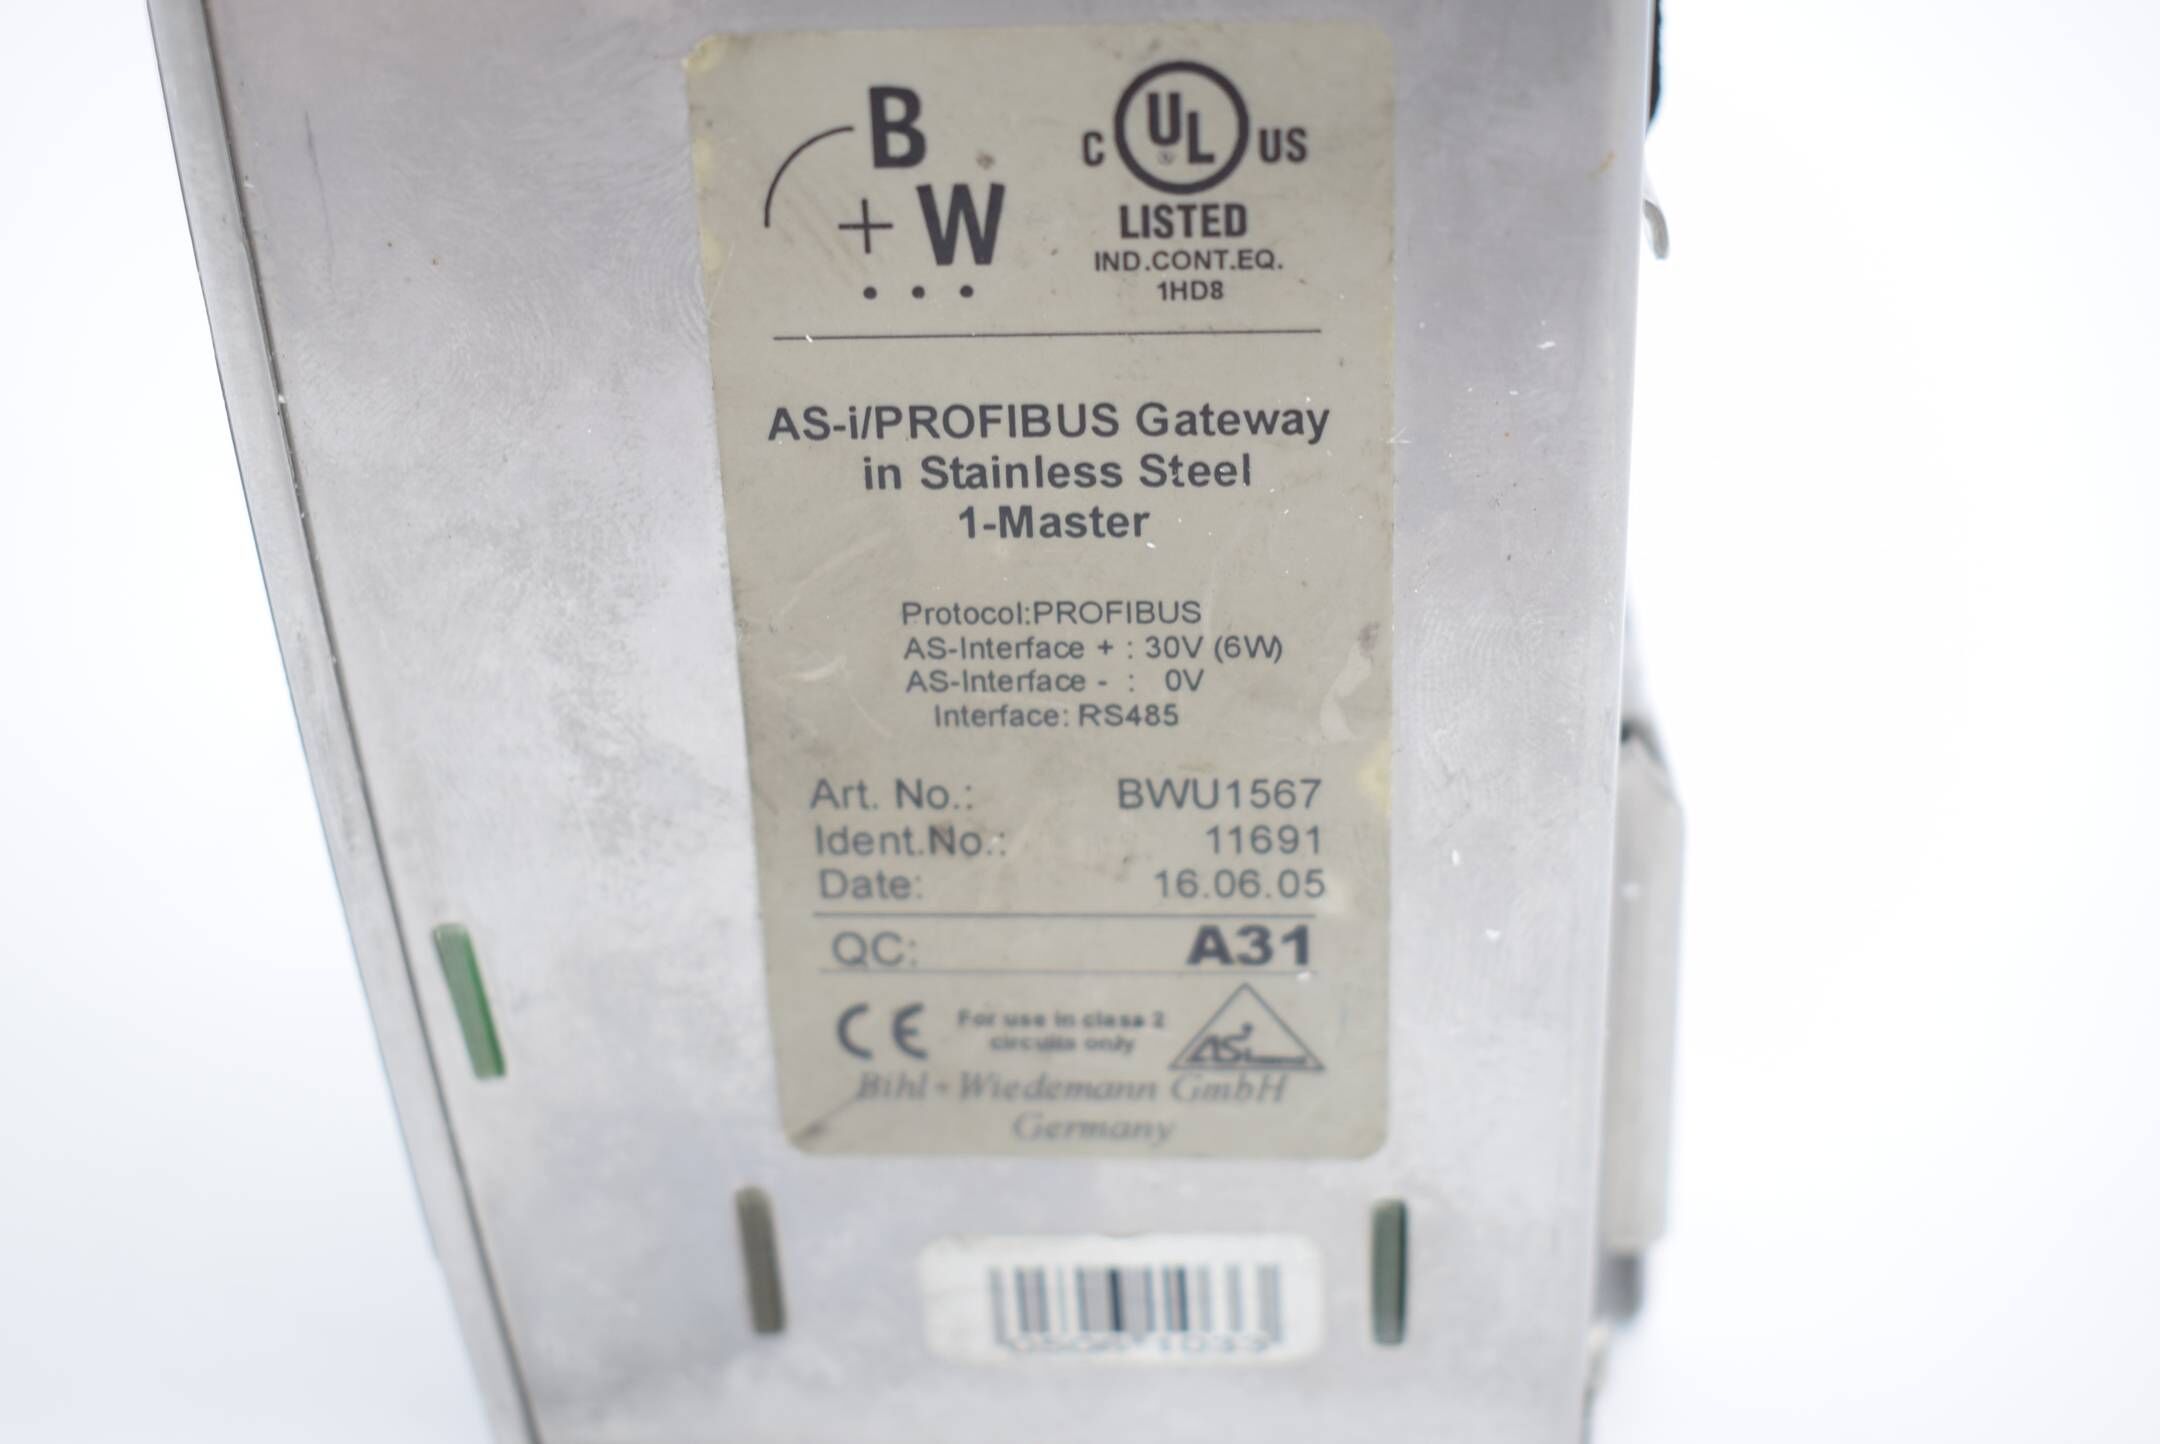 B
+W
C UL US
LISTED
IND.CONT.EQ.
1HD8
AS-i/PROFIBUS Gateway
in Stainless Steel
1-Master
Protocol:PROFIBUS
AS-Interface + : 30V (6W)
AS-Interface - : 0V
Interface: RS485
Art. No.: BWU1567
Ident.No.: 11691
Date: 16.06.05
QC: A31
CE For use in class 2
circuits only
ASi
Bihl+Wiedemann GmbH
Germany